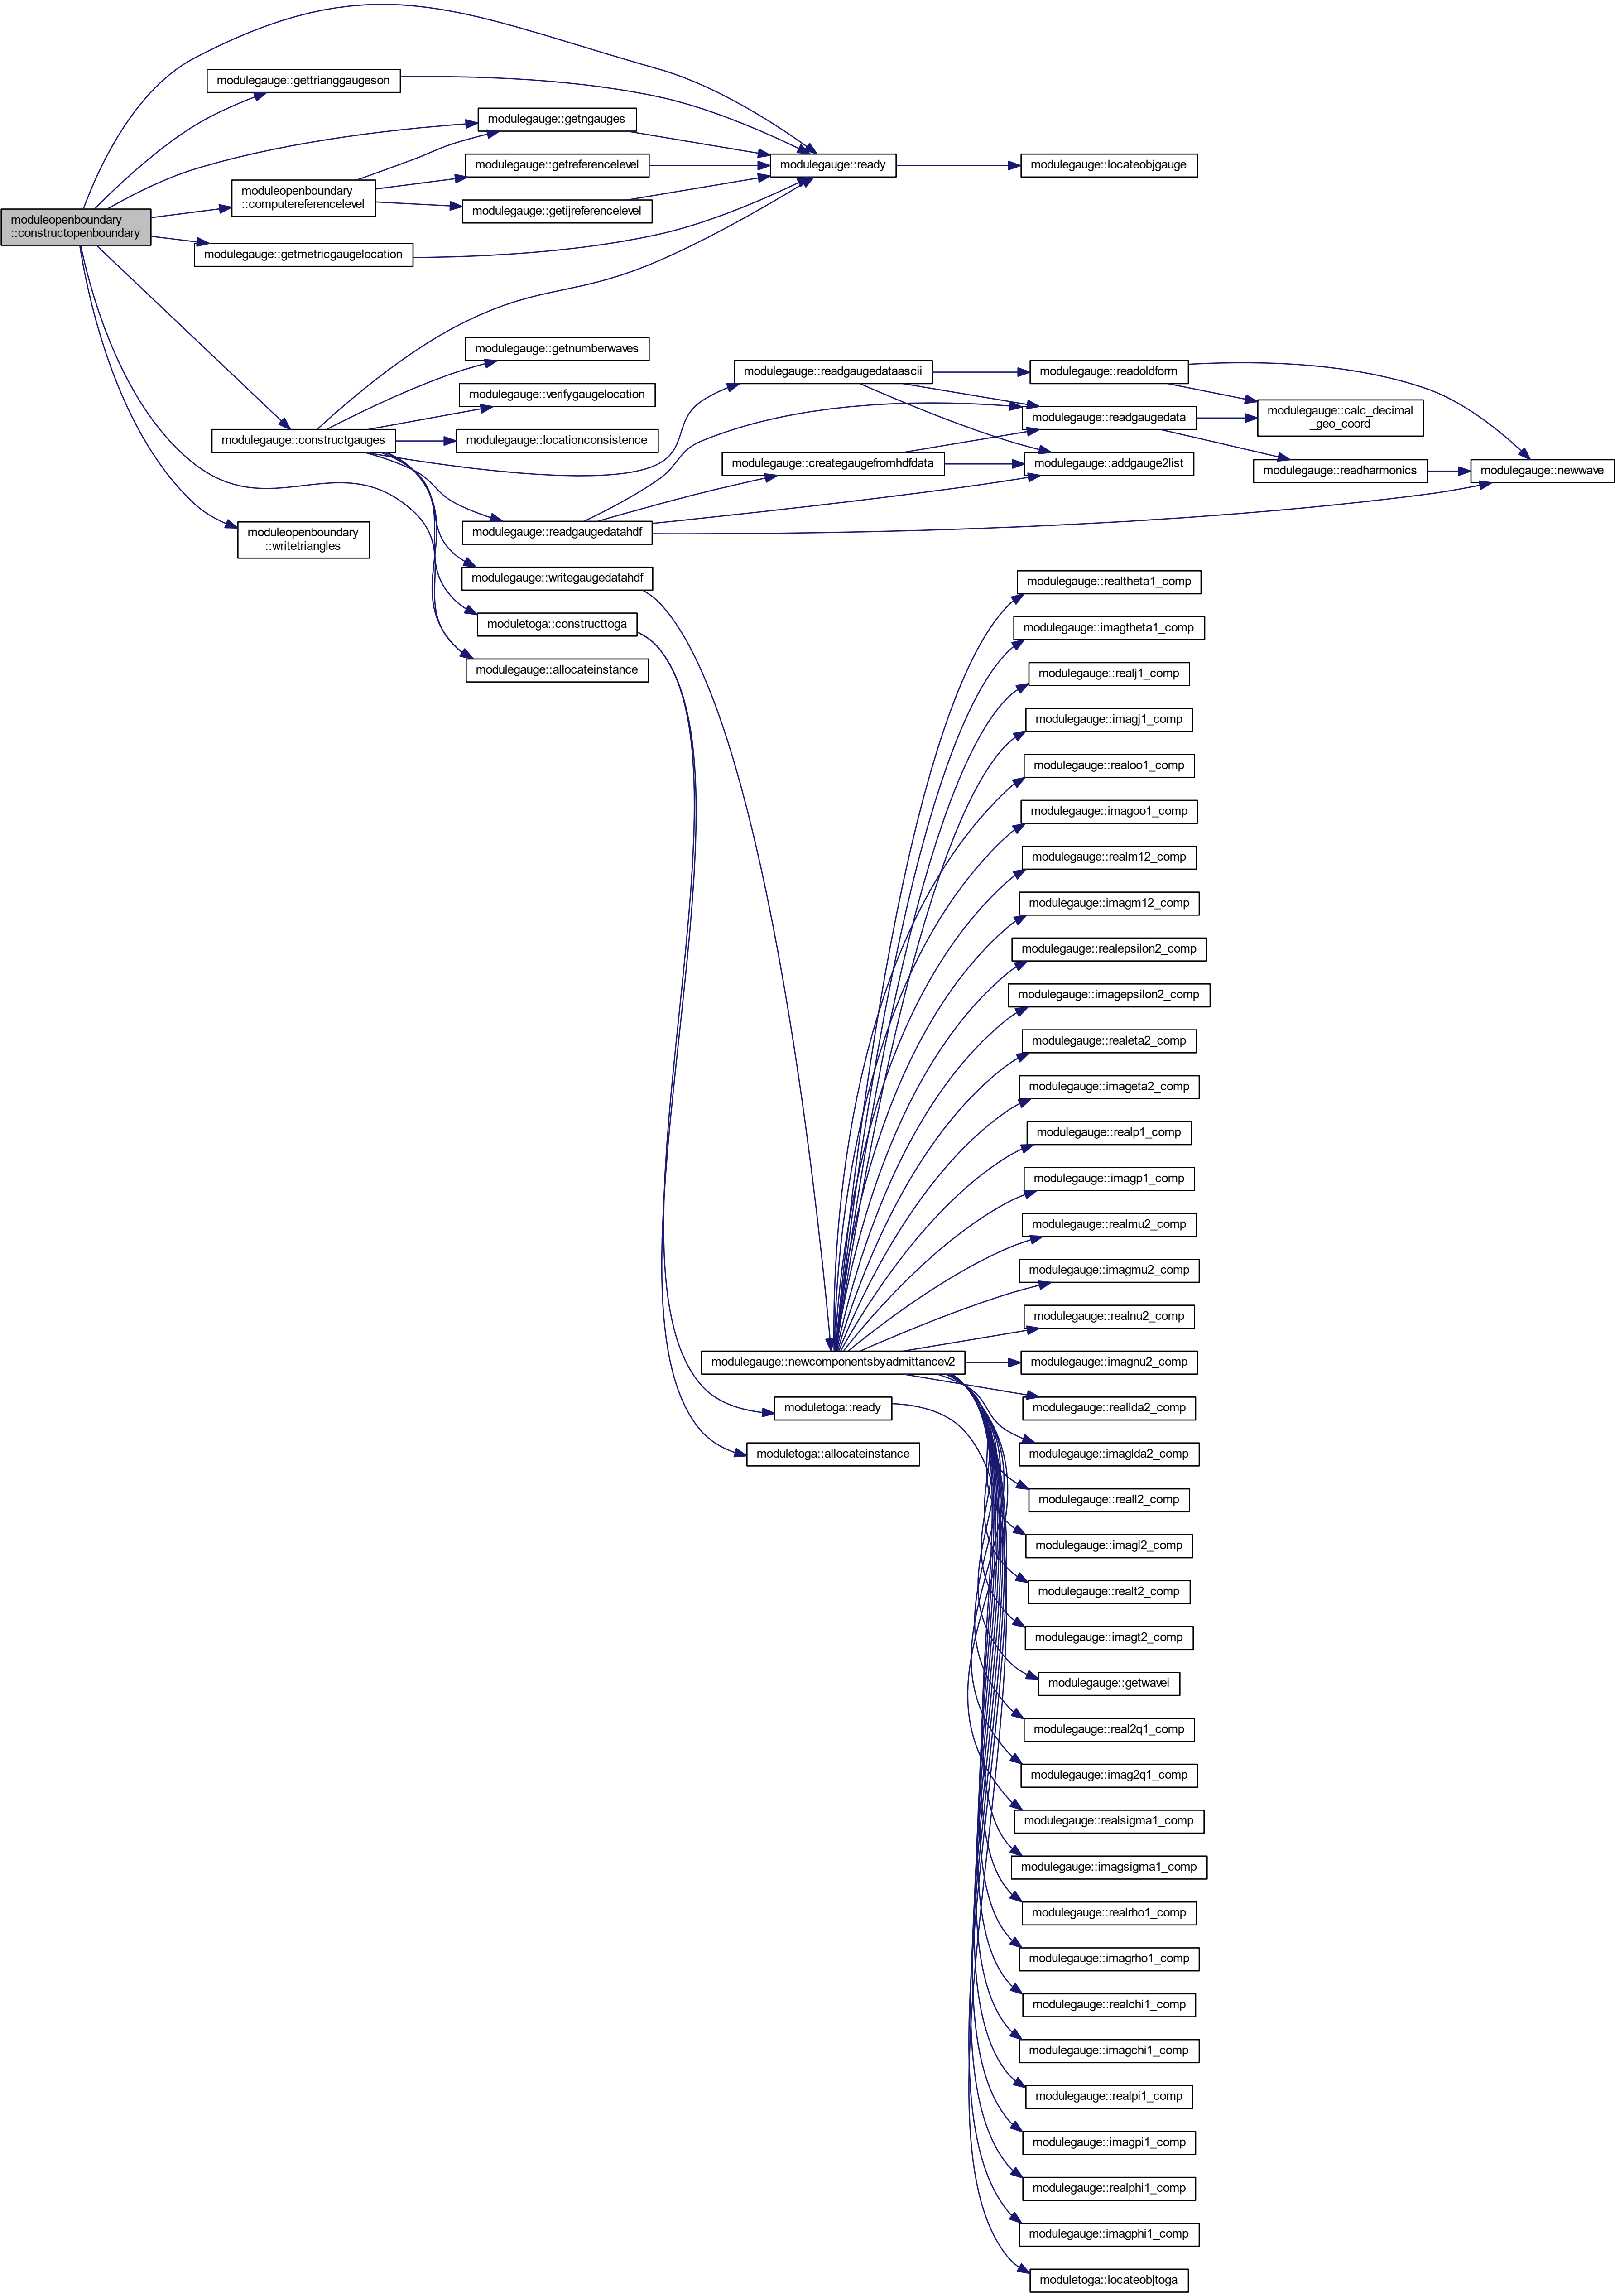 modulegauge::gettrianggaugeson
modulegauge::getngauges
modulegauge::getreferencelevel
modulegauge::ready
modulegauge::locateobjgauge
moduleopenboundary
::computereferencelevel
modulegauge::getijreferencelevel
moduleopenboundary
::constructopenboundary
modulegauge::getmetricgaugelocation
modulegauge::getnumberwaves
modulegauge::readgaugedataascii
modulegauge::readoldform
modulegauge::verifygaugelocation
modulegauge::readgaugedata
modulegauge::calc_decimal
_geo_coord
modulegauge::constructgauges
modulegauge::locationconsistence
modulegauge::creategaugefromhdfdata
modulegauge::addgauge2list
modulegauge::readharmonics
modulegauge::newwave
moduleopenboundary
::writetriangles
modulegauge::readgaugedatahdf
modulegauge::writegaugedatahdf
modulegauge::realtheta1_comp
moduletoga::constructtoga
modulegauge::imagtheta1_comp
modulegauge::allocateinstance
modulegauge::realj1_comp
modulegauge::imagj1_comp
modulegauge::realoo1_comp
modulegauge::imagoo1_comp
modulegauge::realm12_comp
modulegauge::imagm12_comp
modulegauge::realepsilon2_comp
modulegauge::imagepsilon2_comp
modulegauge::realeta2_comp
modulegauge::imageta2_comp
modulegauge::realp1_comp
modulegauge::imagp1_comp
modulegauge::realmu2_comp
modulegauge::imagmu2_comp
modulegauge::realnu2_comp
modulegauge::newcomponentsbyadmittancev2
modulegauge::imagnu2_comp
moduletoga::ready
modulegauge::reallda2_comp
moduletoga::allocateinstance
modulegauge::imaglda2_comp
modulegauge::reall2_comp
modulegauge::imagl2_comp
modulegauge::realt2_comp
modulegauge::imagt2_comp
modulegauge::getwavei
modulegauge::real2q1_comp
modulegauge::imag2q1_comp
modulegauge::realsigma1_comp
modulegauge::imagsigma1_comp
modulegauge::realrho1_comp
modulegauge::imagrho1_comp
modulegauge::realchi1_comp
modulegauge::imagchi1_comp
modulegauge::realpi1_comp
modulegauge::imagpi1_comp
modulegauge::realphi1_comp
modulegauge::imagphi1_comp
moduletoga::locateobjtoga